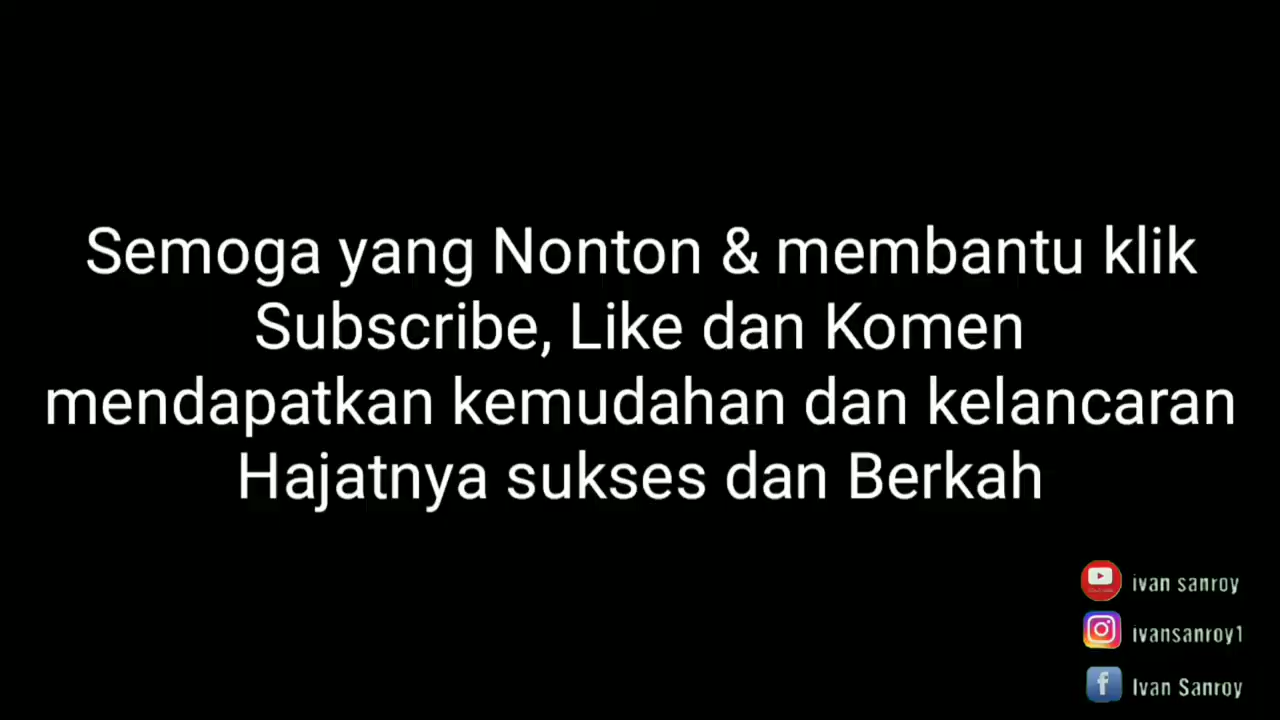 Semoga yang Nonton & membantu klik
Subscribe, Like dan Komen
mendapatkan kemudahan dan kelancaran
Hajatnya sukses dan Berkah
ivan sanroy
ivansanroy1
Ivan Sanroy